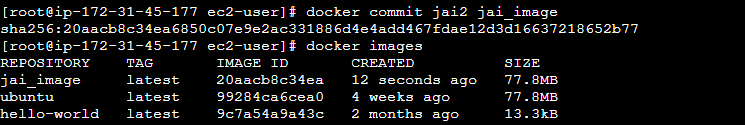 [root@ip-172-31-45-177 ec2-user]# docker commit jai2 jai_image
sha256:20aacb8c34ea6850c07e9e2ac331886d4e4add467fdae12d3d16637218652b77
[root@ip-172-31-45-177 ec2-user]# docker images
REPOSITORY    TAG       IMAGE ID       CREATED          SIZE
jai_image     latest    20aacb8c34ea   12 seconds ago   77.8MB
ubuntu        latest    99284ca6cea0   4 weeks ago      77.8MB
hello-world   latest    9c7a54a9a43c   2 months ago     13.3kB